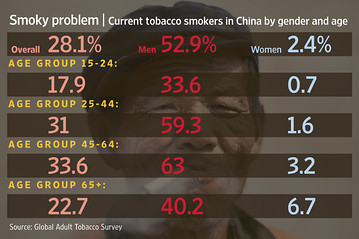 Smoky problem | Current tobacco smokers in China by gender and age
Overall 28.1% Men 52.9% Women 2.4%
AGE GROUP 15-24:
17.9 33.6 0.7
AGE GROUP 25-44:
31 59.3 1.6
AGE GROUP 45-64:
33.6 63 3.2
AGE GROUP 65+:
22.7 40.2 6.7
Source: Global Adult Tobacco Survey